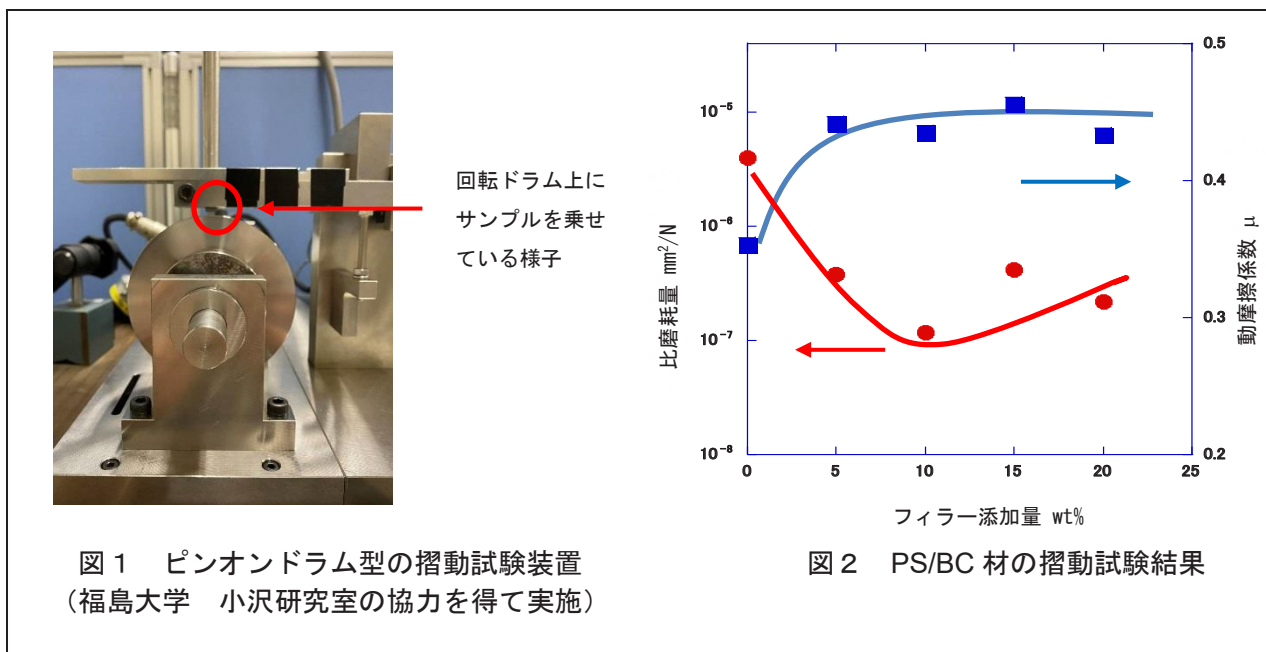 回転ドラム上に
サンプルを乗せ
ている様子
図1 ピンオンドラム型の摺動試験装置
(福島大学 小沢研究室の協力を得て実施)
比磨耗量 mm²/N
10⁻⁵
10⁻⁶
10⁻⁷
10⁻⁸
0
5
10
15
20
25
フィラー添加量 wt%
0.5
0.4
0.3
0.2
動摩擦係数 μ
図2 PS/BC 材の摺動試験結果